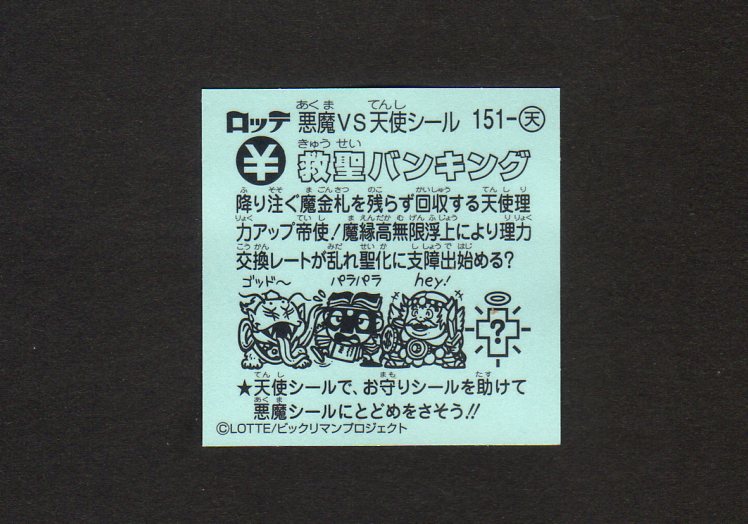 ロッテ 悪魔VS天使シール 151-天
¥ 救聖バンキング
降り注ぐ魔金札を残らず回収する天使理
力アップ帝使!魔縁高無限浮上により理力
交換レートが乱れ聖化に支障出始める?
ゴッド〜 パラパラ hey!
?
★天使シールで、お守りシールを助けて
悪魔シールにとどめをさそう!!
©LOTTE/ビックリマンプロジェクト